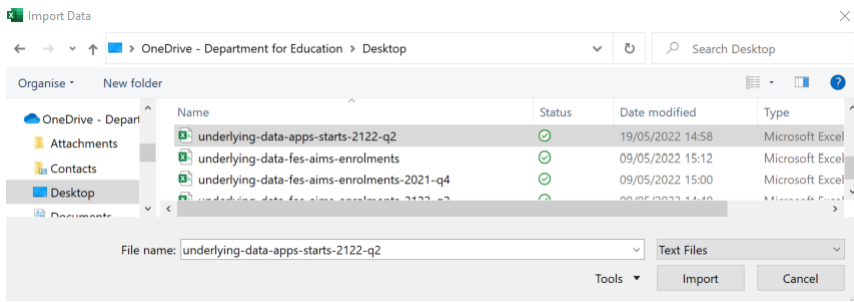 Import Data
OneDrive - Department for Education > Desktop
Search Desktop
Organise
New folder
Name Status Date modified Type
OneDrive - Depart
underlying-data-apps-starts-2122-q2 19/05/2022 14:58 Microsoft Excel
Attachments
underlying-data-fes-aims-enrolments 09/05/2022 15:12 Microsoft Excel
Contacts
underlying-data-fes-aims-enrolments-2021-q4 09/05/2022 15:00 Microsoft Excel
Desktop
Documents
File name: underlying-data-apps-starts-2122-q2 Text Files
Tools Import Cancel